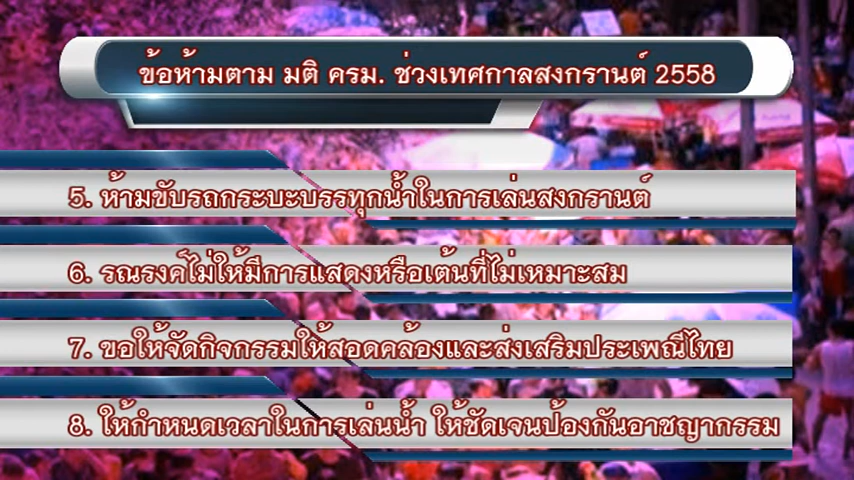 ข้อห้ามตาม มติ ครม. ช่วงเทศกาลสงกรานต์ 2558
5. ห้ามขับรถกระบะบรรทุกน้ำในการเล่นสงกรานต์
6. รณรงค์ไม่ให้มีการแสดงหรือเต้นที่ไม่เหมาะสม
7. ขอให้จัดกิจกรรมให้สอดคล้องและส่งเสริมประเพณีไทย
8. ให้กำหนดเวลาในการเล่นน้ำ ให้ชัดเจนป้องกันอาชญากรรม